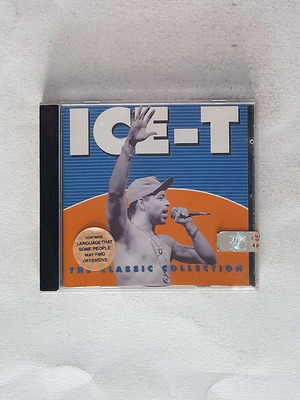 ICE-T
CONTAINS
LANGUAGE THAT
SOME PEOPLE
MAY FIND
OFFENSIVE
THE CLASSIC COLLECTION